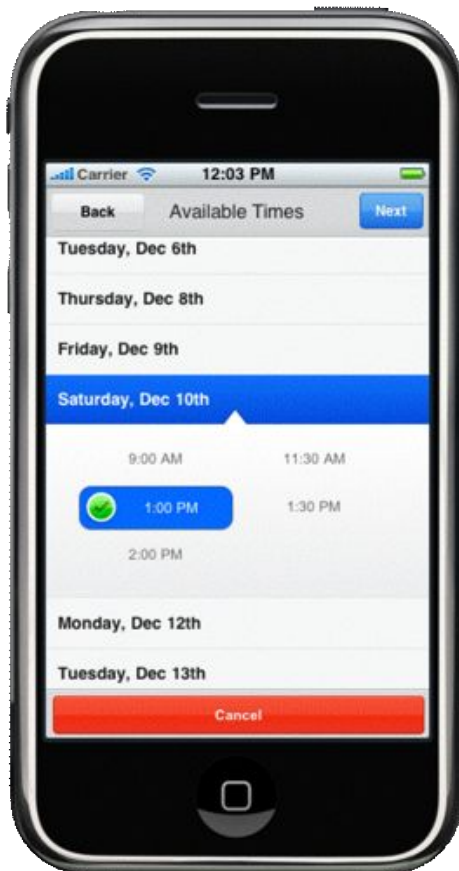 Carrier 12:03 PM
Back Available Times Next
Tuesday, Dec 6th
Thursday, Dec 8th
Friday, Dec 9th
Saturday, Dec 10th
9:00 AM 11:30 AM
1:00 PM 1:30 PM
2:00 PM
Monday, Dec 12th
Tuesday, Dec 13th
Cancel